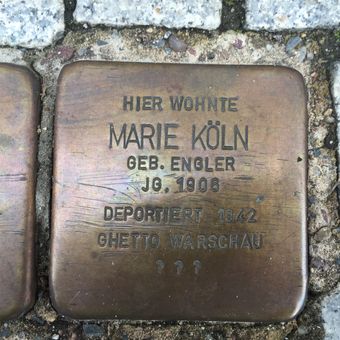 HIER WOHNTE
MARIE KÖLN
GEB. ENGLER
JG. 1906
DEPORTIERT 1942
GHETTO WARSCHAU
? ? ?